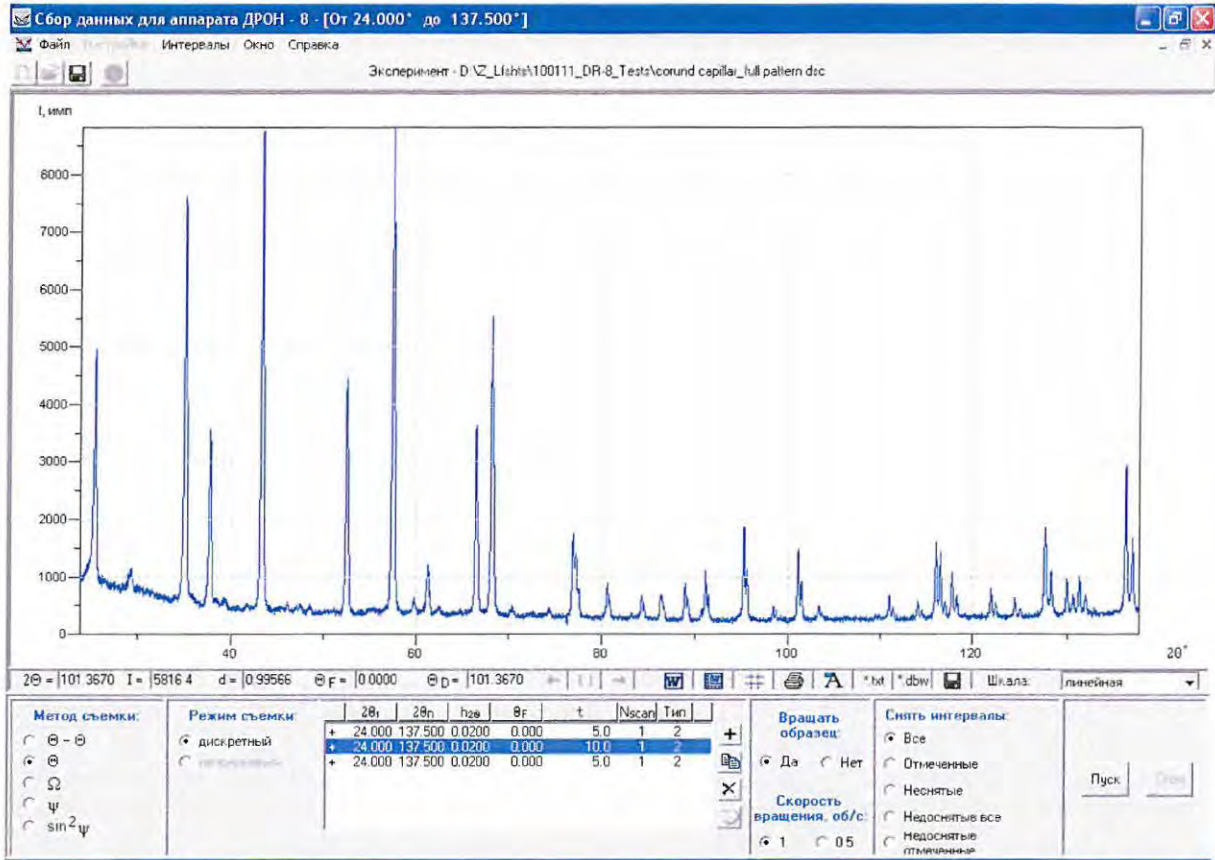 Сбор данных для аппарата ДРОН - 8 - [От 24.000° до 137.500°]
Файл Интервалы Окно Справка
Эксперимент - D:\Z_Lfshts\100111_DR-8_Tests\corund capillar_full pattern dsc
I, имп
8000
7000
6000
5000
4000
3000
2000
1000
0
40 60 80 100 120 2θ°
2Θ = 101.3670 I = 5816 4 d = 0.99566 Θ F = 0.0000 Θ D = 101.3670 *.txt *.dbw Шкала: линейная
Метод съемки:
Θ - Θ
Θ
Ω
Ψ
sin² ψ
Режим съемки:
дискретный
2θ1 2θn h2θ θF t Nscan Тип
+ 24.000 137.500 0.0200 0.000 5.0 1 2
+ 24.000 137.500 0.0200 0.000 10.0 1 2
+ 24.000 137.500 0.0200 0.000 5.0 1 2
Вращать
образец:
Да Нет
Скорость
вращения, об/с:
1 0 5
Снять интервалы:
Все
Отмеченные
Неснятые
Недоснятые все
Недоснятые
отмеченные
Пуск